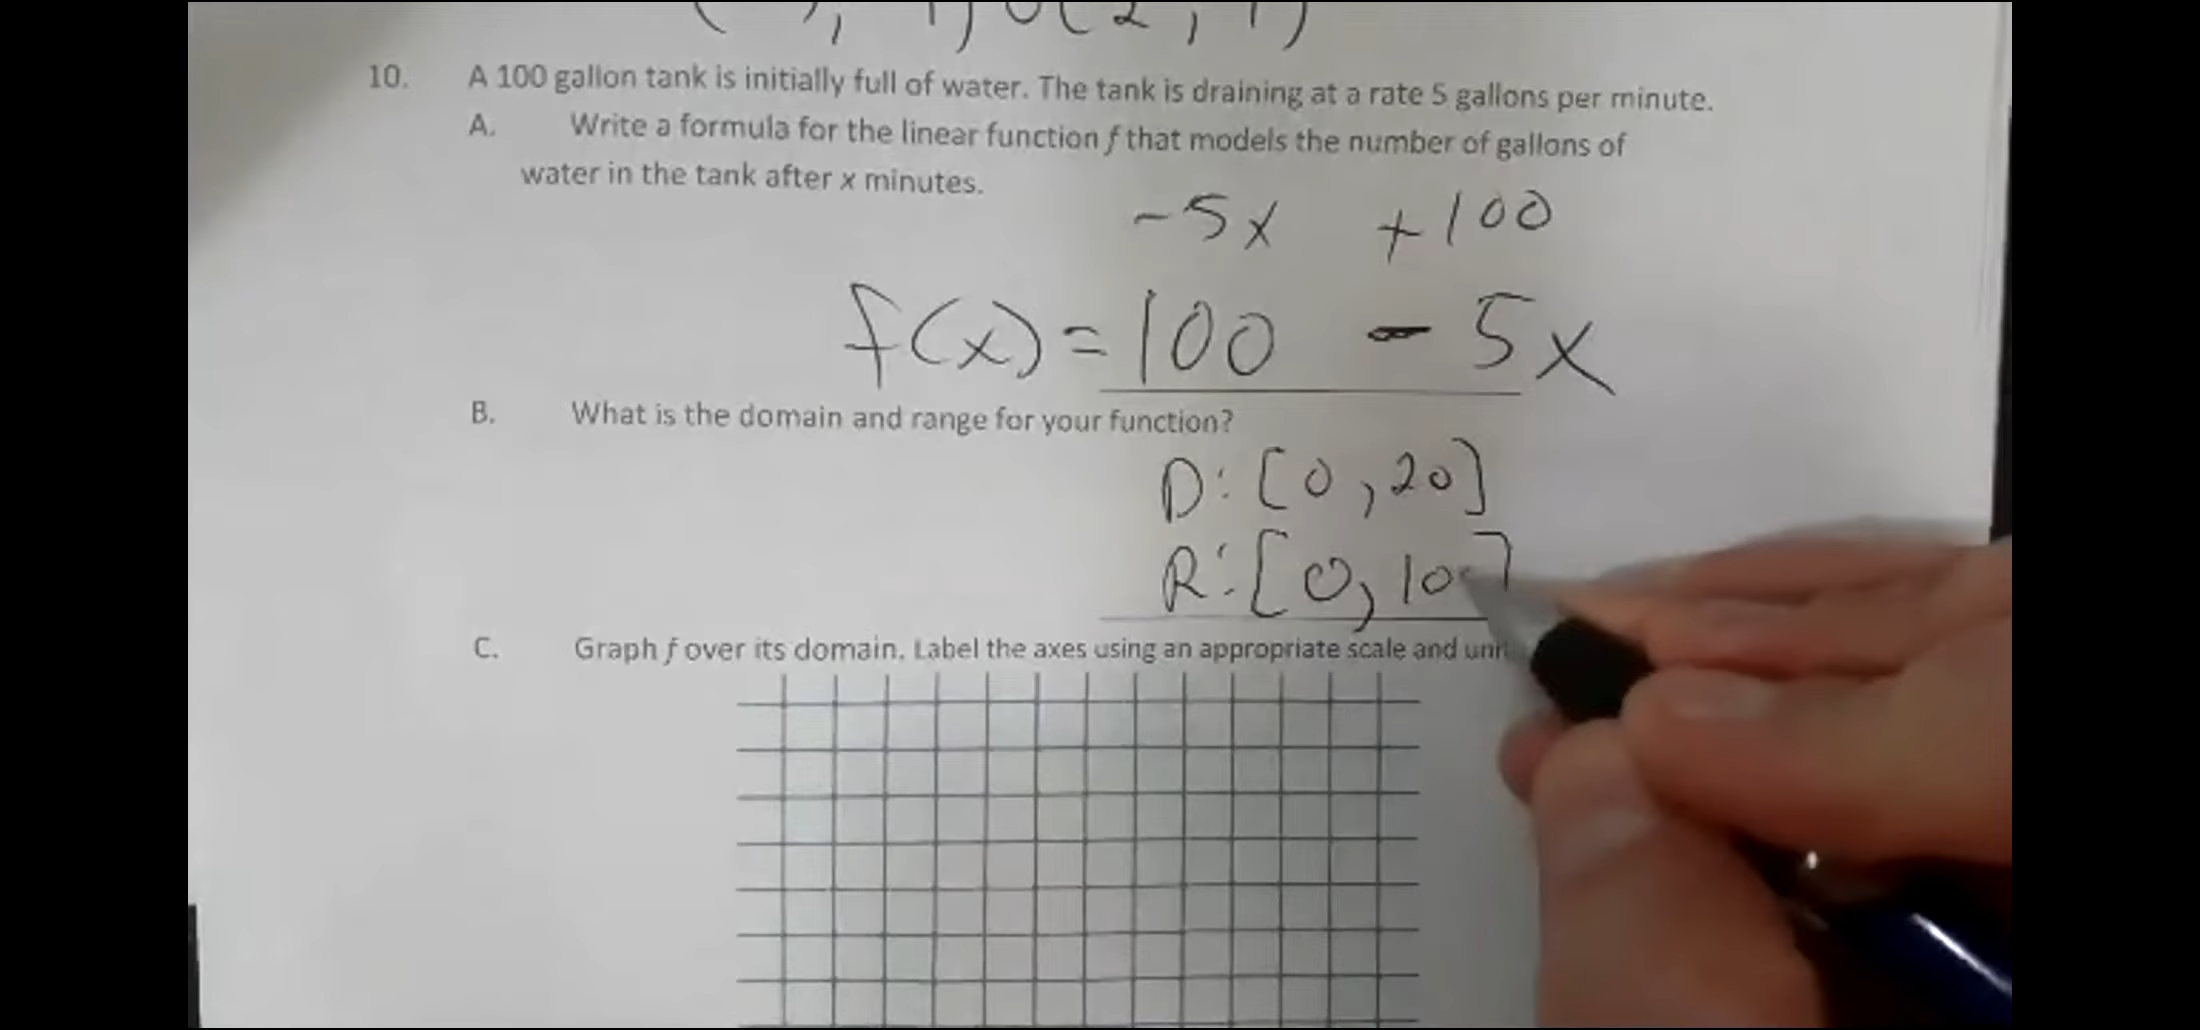 10. A 100 gallon tank is initially full of water. The tank is draining at a rate 5 gallons per minute.
A. Write a formula for the linear function f that models the number of gallons of
water in the tank after x minutes.
-5x +100
f(x)= 100 - 5x
B. What is the domain and range for your function?
D: [0,20]
R: [0,100]
C. Graph f over its domain. Label the axes using an appropriate scale and